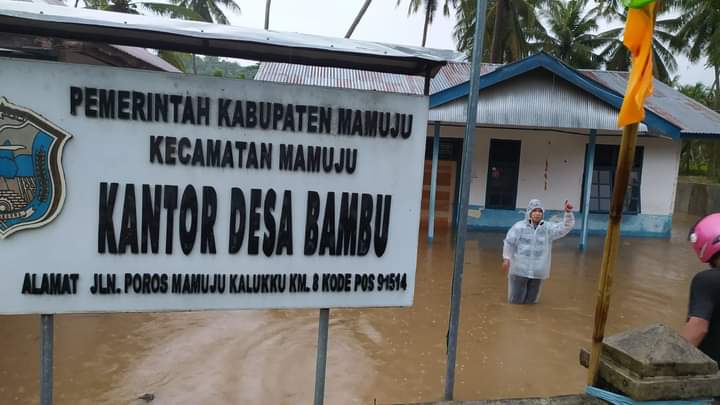 PEMERINTAH KABUPATEN MAMUJU
KECAMATAN MAMUJU
KANTOR DESA BAMBU
ALAMAT JLN. POROS MAMUJU KALUKKU KM. 8 KODE POS 91514